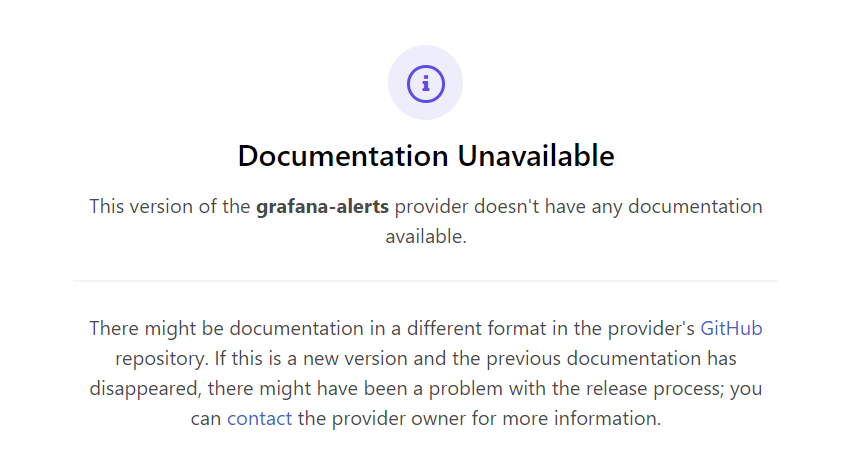 Documentation Unavailable
This version of the grafana-alerts provider doesn't have any documentation
available.
There might be documentation in a different format in the provider's GitHub
repository. If this is a new version and the previous documentation has
disappeared, there might have been a problem with the release process; you
can contact the provider owner for more information.